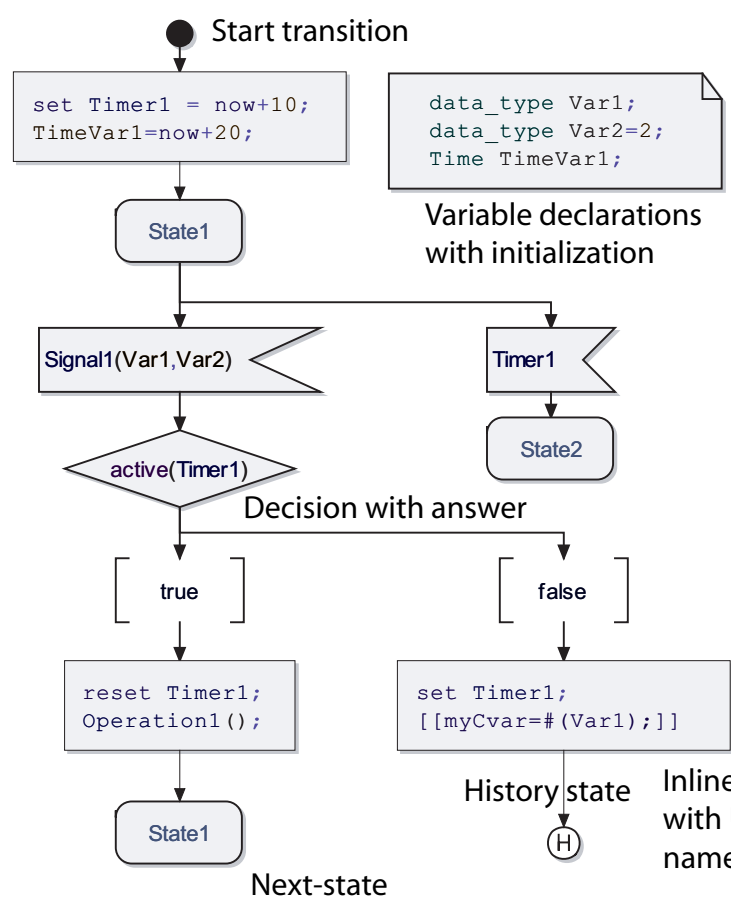 Start transition
set Timer1 = now+10;
TimeVar1=now+20;
data_type Var1;
data_type Var2=2;
Time TimeVar1;
State1
Variable declarations
with initialization
Signal1(Var1,Var2)
Timer1
State2
active(Timer1)
Decision with answer
true
false
reset Timer1;
Operation1();
set Timer1;
[[myCvar=#(Var1);]]
History state
Inline
with
name
State1
H
Next-state